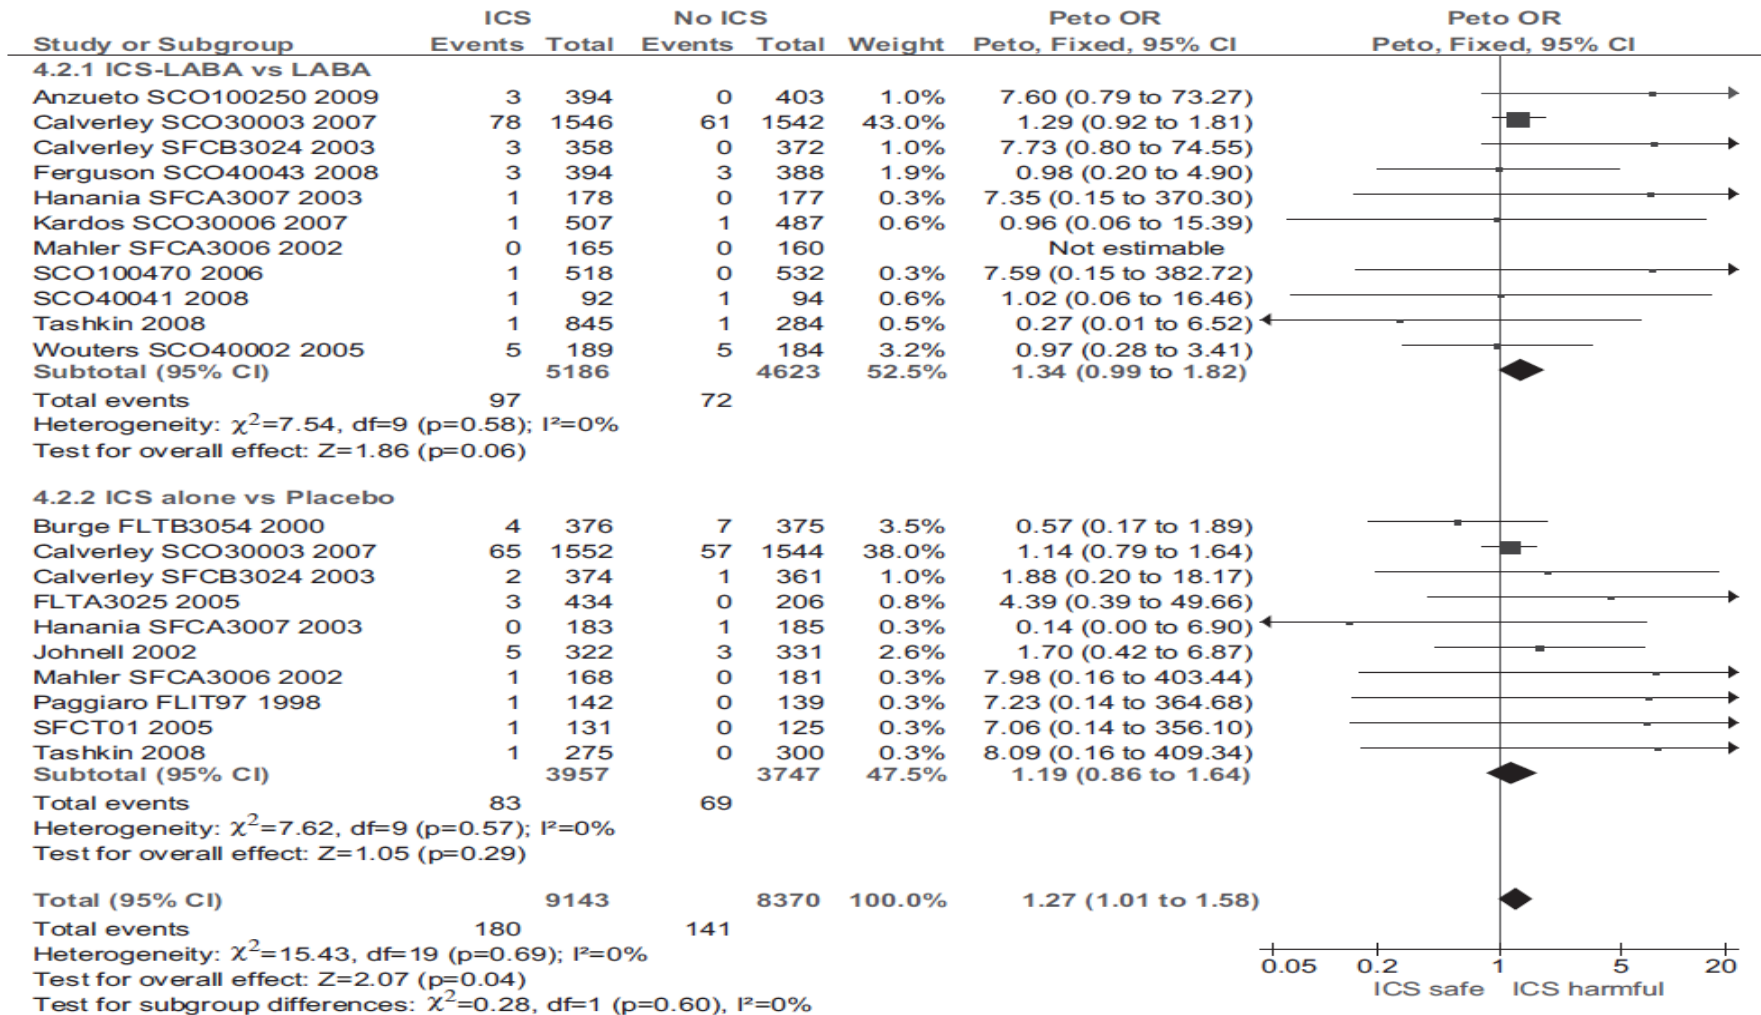 ICS No ICS Peto OR Peto OR
Study or Subgroup Events Total Events Total Weight Peto, Fixed, 95% CI Peto, Fixed, 95% CI
4.2.1 ICS-LABA vs LABA
Anzueto SCO100250 2009 3 394 0 403 1.0% 7.60 (0.79 to 73.27)
Calverley SCO30003 2007 78 1546 61 1542 43.0% 1.29 (0.92 to 1.81)
Calverley SFCB3024 2003 3 358 0 372 1.0% 7.73 (0.80 to 74.55)
Ferguson SCO40043 2008 3 394 3 388 1.9% 0.98 (0.20 to 4.90)
Hanania SFCA3007 2003 1 178 0 177 0.3% 7.35 (0.15 to 370.30)
Kardos SCO30006 2007 1 507 1 487 0.6% 0.96 (0.06 to 15.39)
Mahler SFCA3006 2002 0 165 0 160 Not estimable
SCO100470 2006 1 518 0 532 0.3% 7.59 (0.15 to 382.72)
SCO40041 2008 1 92 1 94 0.6% 1.02 (0.06 to 16.46)
Tashkin 2008 1 845 1 284 0.5% 0.27 (0.01 to 6.52)
Wouters SCO40002 2005 5 189 5 184 3.2% 0.97 (0.28 to 3.41)
Subtotal (95% CI) 5186 4623 52.5% 1.34 (0.99 to 1.82)
Total events 97 72
Heterogeneity: χ²=7.54, df=9 (p=0.58); I²=0%
Test for overall effect: Z=1.86 (p=0.06)
4.2.2 ICS alone vs Placebo
Burge FLTB3054 2000 4 376 7 375 3.5% 0.57 (0.17 to 1.89)
Calverley SCO30003 2007 65 1552 57 1544 38.0% 1.14 (0.79 to 1.64)
Calverley SFCB3024 2003 2 374 1 361 1.0% 1.88 (0.20 to 18.17)
FLTA3025 2005 3 434 0 206 0.8% 4.39 (0.39 to 49.66)
Hanania SFCA3007 2003 0 183 1 185 0.3% 0.14 (0.00 to 6.90)
Johnell 2002 5 322 3 331 2.6% 1.70 (0.42 to 6.87)
Mahler SFCA3006 2002 1 168 0 181 0.3% 7.98 (0.16 to 403.44)
Paggiaro FLIT97 1998 1 142 0 139 0.3% 7.23 (0.14 to 364.68)
SFCT01 2005 1 131 0 125 0.3% 7.06 (0.14 to 356.10)
Tashkin 2008 1 275 0 300 0.3% 8.09 (0.16 to 409.34)
Subtotal (95% CI) 3957 3747 47.5% 1.19 (0.86 to 1.64)
Total events 83 69
Heterogeneity: χ²=7.62, df=9 (p=0.57); I²=0%
Test for overall effect: Z=1.05 (p=0.29)
Total (95% CI) 9143 8370 100.0% 1.27 (1.01 to 1.58)
Total events 180 141
Heterogeneity: χ²=15.43, df=19 (p=0.69); I²=0%
Test for overall effect: Z=2.07 (p=0.04)
Test for subgroup differences: χ²=0.28, df=1 (p=0.60), I²=0%
0.05 0.2 1 5 20
ICS safe ICS harmful